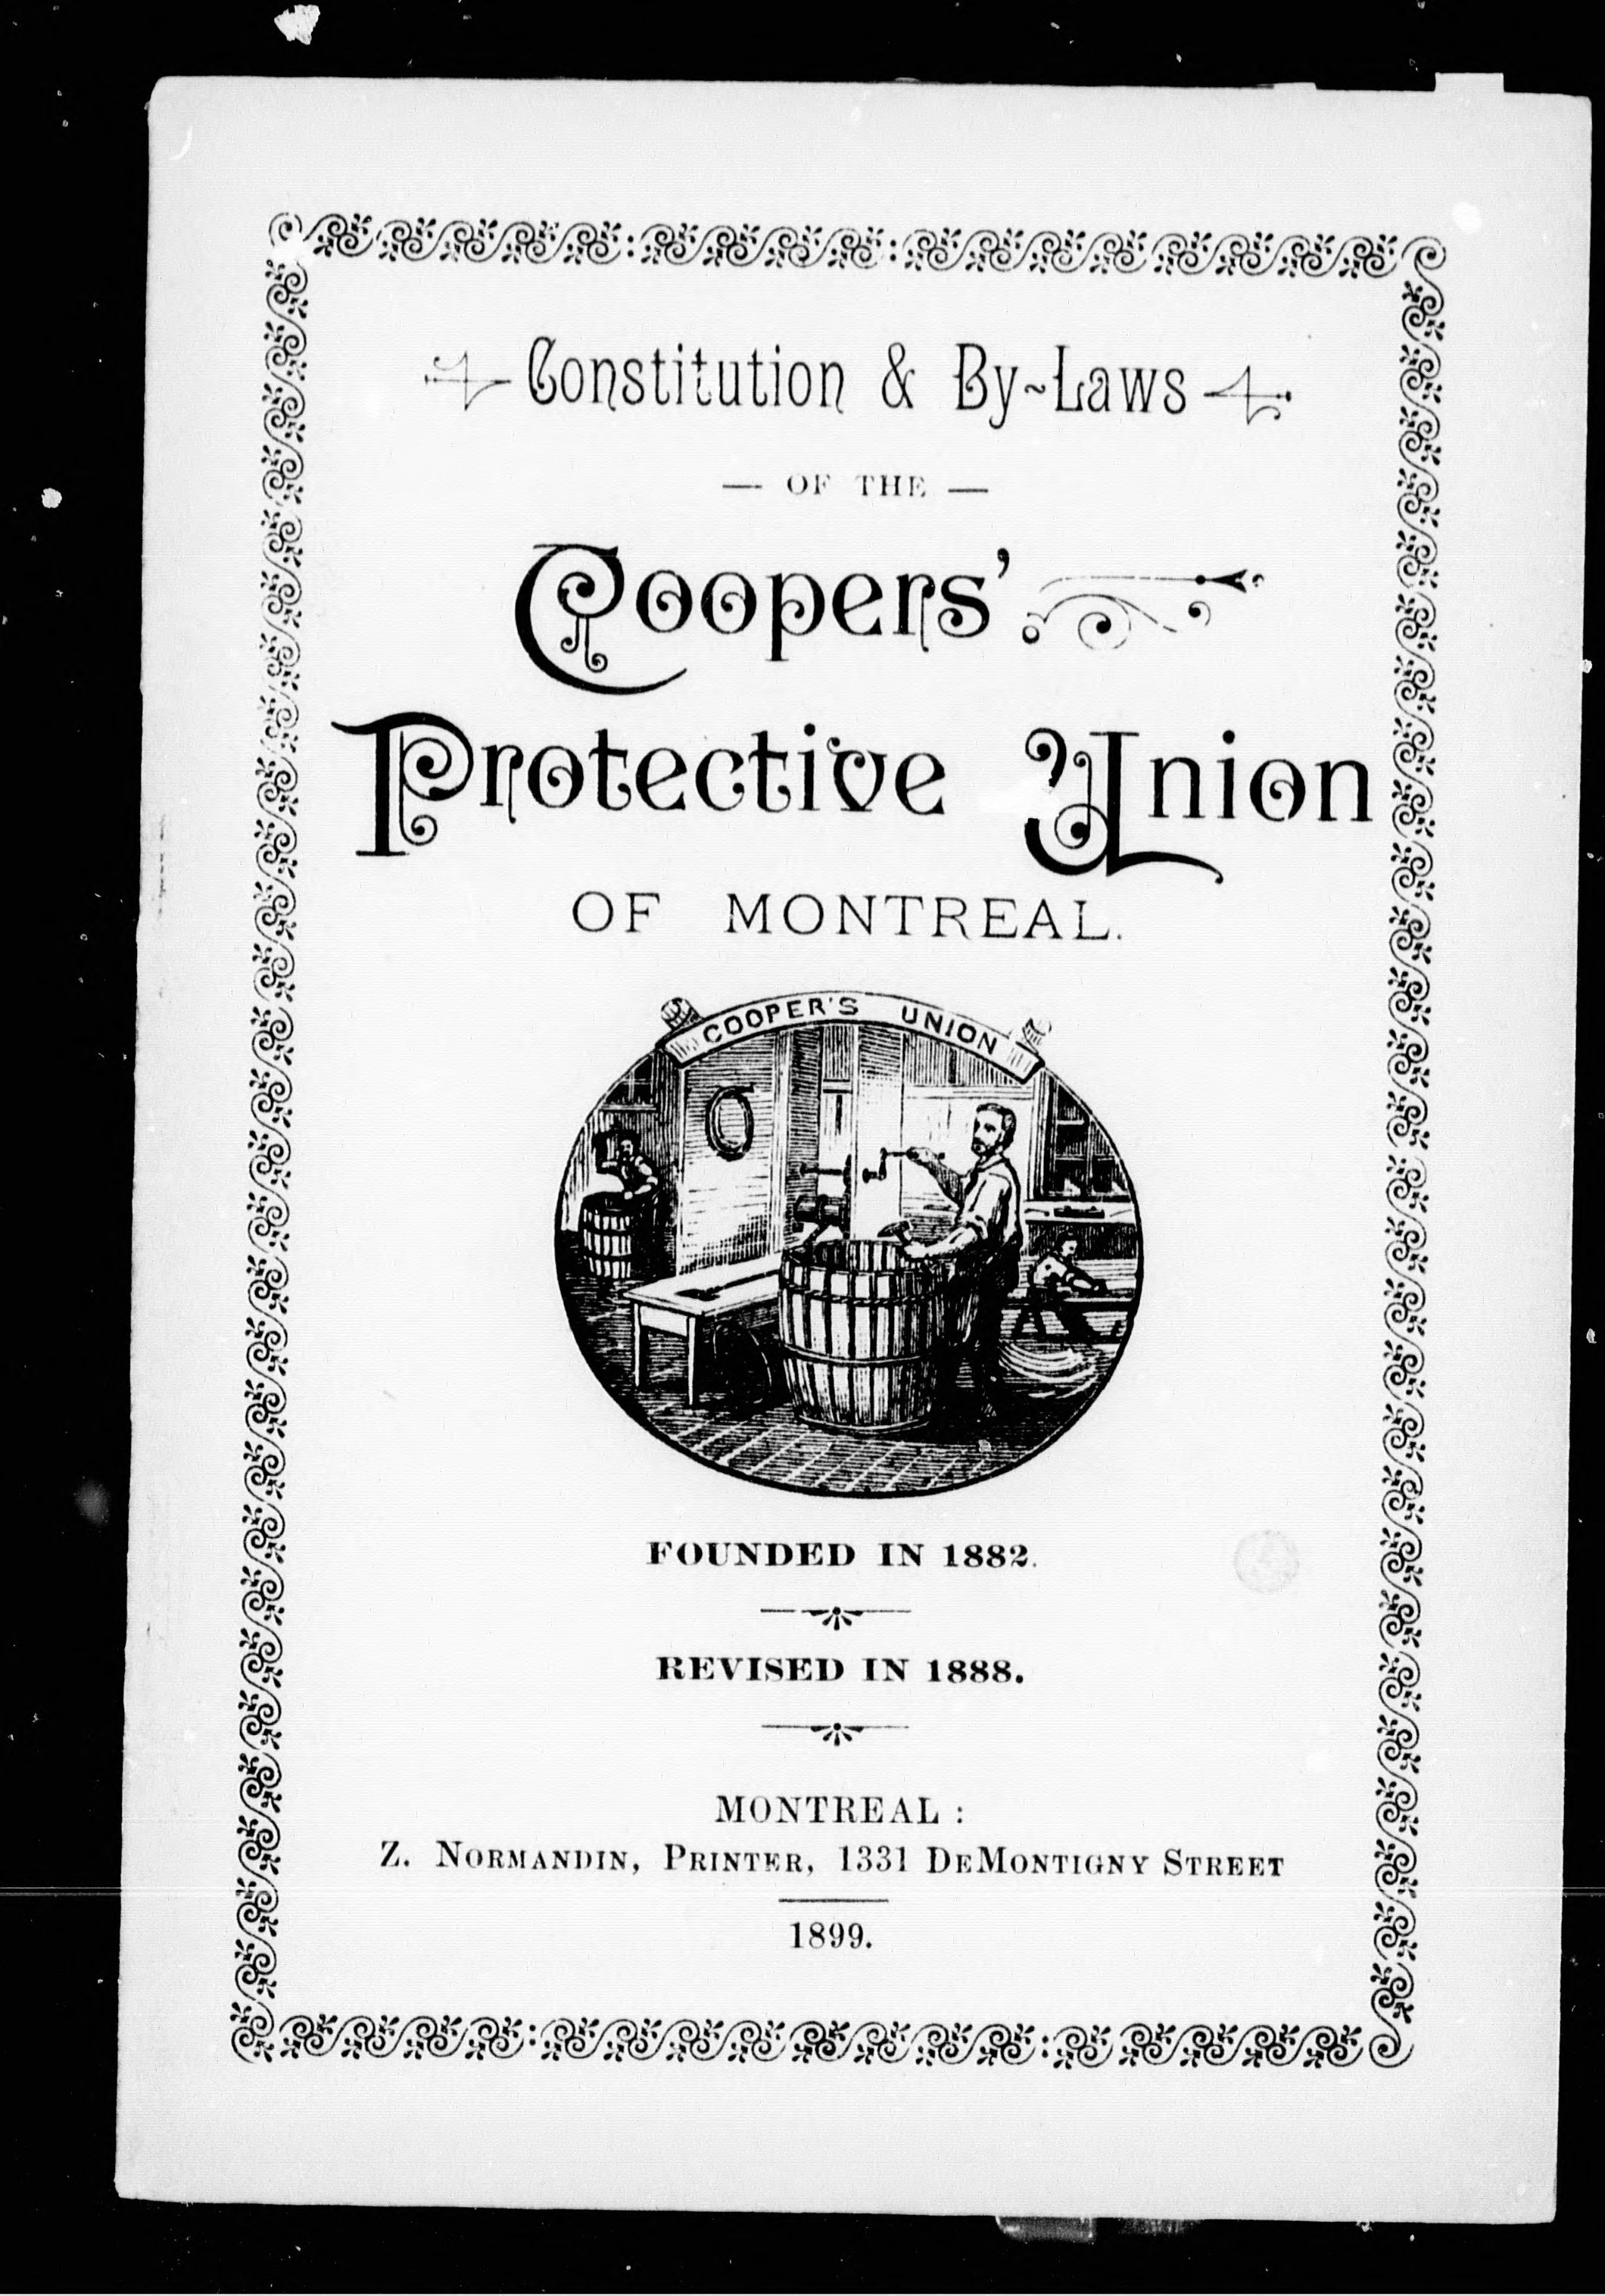 Constitution & By-Laws
— OF THE —
Coopers'
Protective Union
OF MONTREAL.
COOPER'S UNION
FOUNDED IN 1882.
REVISED IN 1888.
MONTREAL :
Z. NORMANDIN, PRINTER, 1331 DEMONTIGNY STREET
1899.